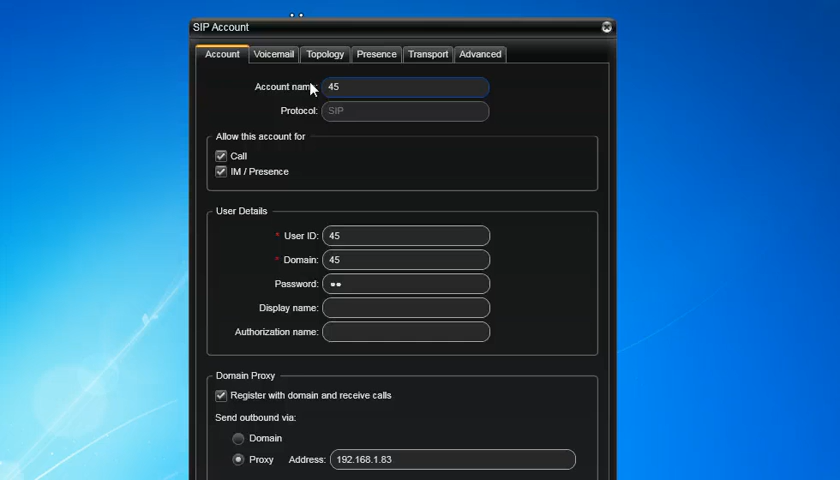 SIP Account
Account Voicemail Topology Presence Transport Advanced
Account name: 45
Protocol: SIP
Allow this account for
Call
IM / Presence
User Details
* User ID: 45
* Domain: 45
Password: ●●
Display name:
Authorization name:
Domain Proxy
Register with domain and receive calls
Send outbound via:
Domain
Proxy Address: 192.168.1.83